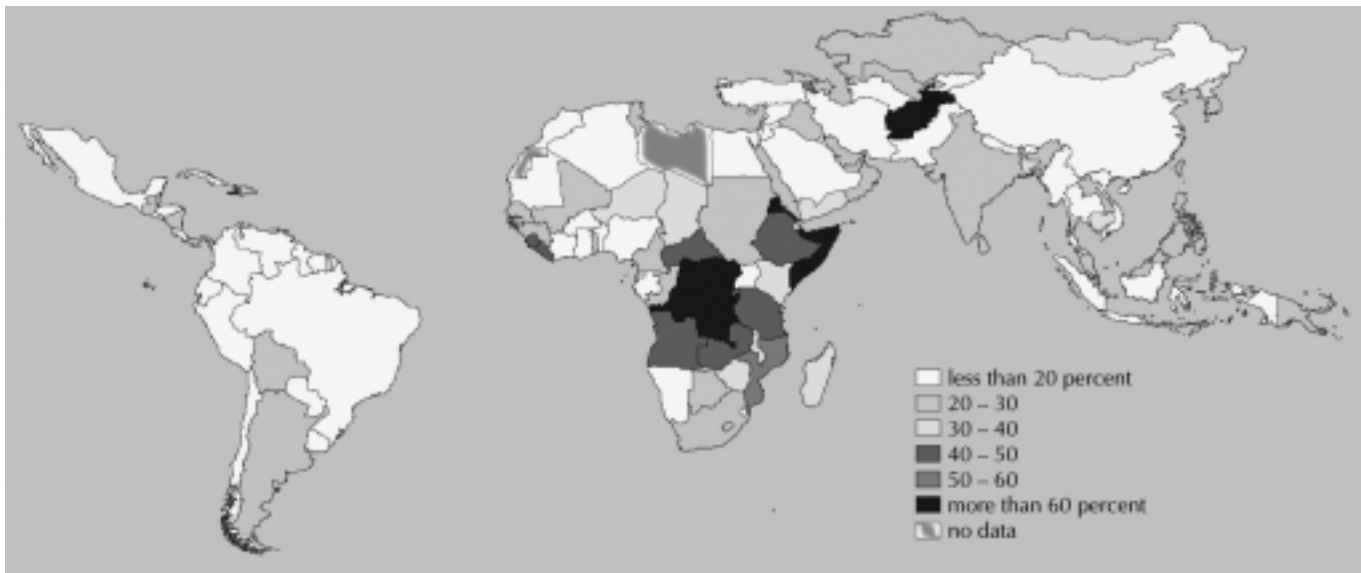 less than 20 percent
20 – 30
30 – 40
40 – 50
50 – 60
more than 60 percent
no data